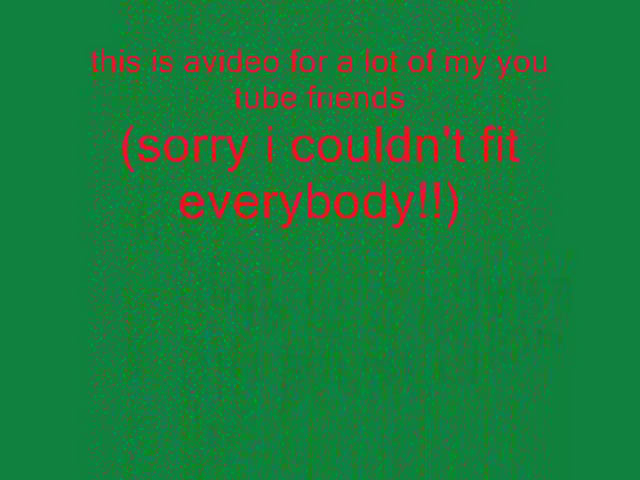 this is avideo for a lot of my you
tube friends
(sorry i couldn't fit
everybody!!)